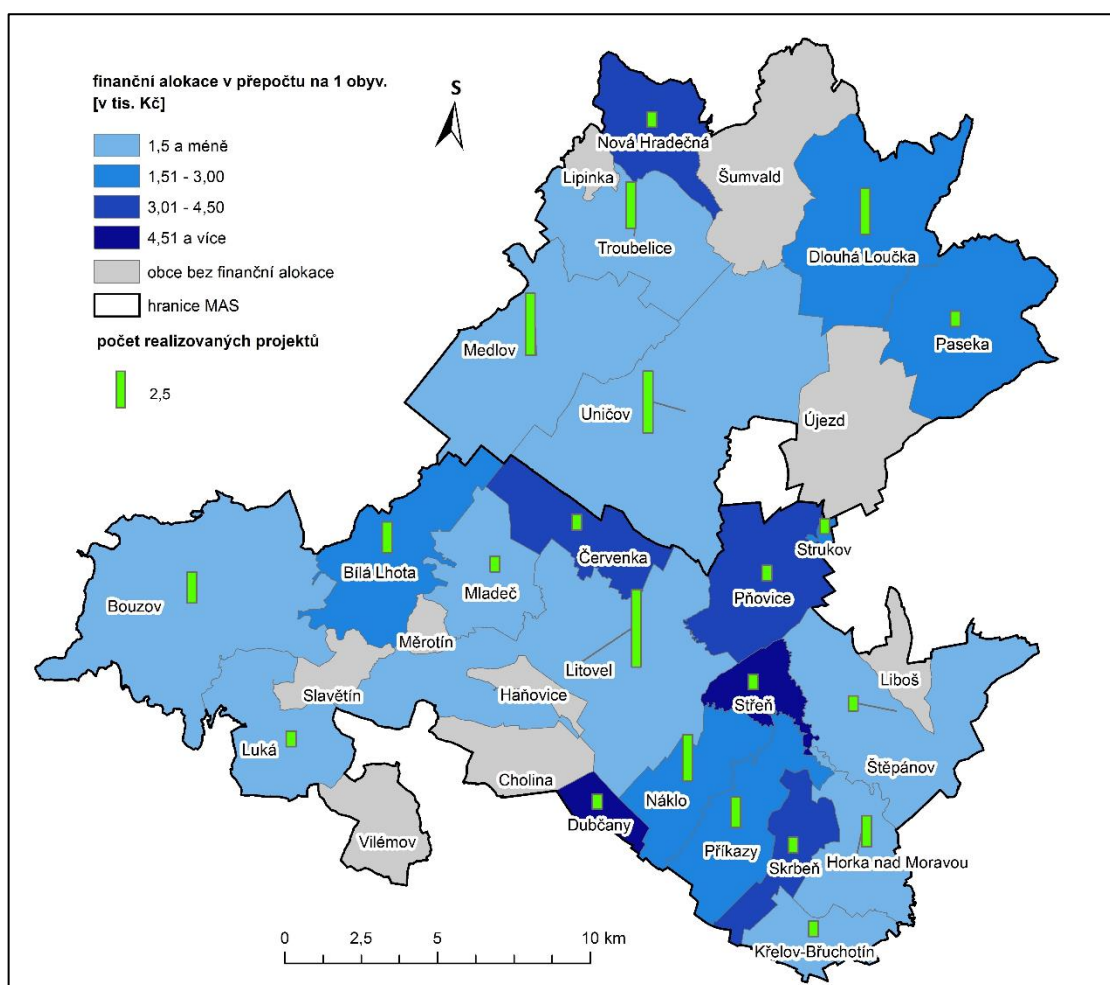 finanční alokace v přepočtu na 1 obyv.
[v tis. Kč]
1,5 a méně
1,51 - 3,00
3,01 - 4,50
4,51 a více
obce bez finanční alokace
hranice MAS
počet realizovaných projektů
2,5
S
Nová Hradečná
Lipinka
Šumvald
Troubelice
Dlouhá Loučka
Paseka
Medlov
Uničov
Újezd
Strukov
Červenka
Bílá Lhota
Mladeč
Pňovice
Bouzov
Měrotín
Litovel
Liboš
Slavětín
Haňovice
Střeň
Luká
Štěpánov
Cholina
Náklo
Dubčany
Vilémov
Příkazy
Skrbeň
Horka nad Moravou
Křelov-Břuchotín
0 2,5 5 10 km